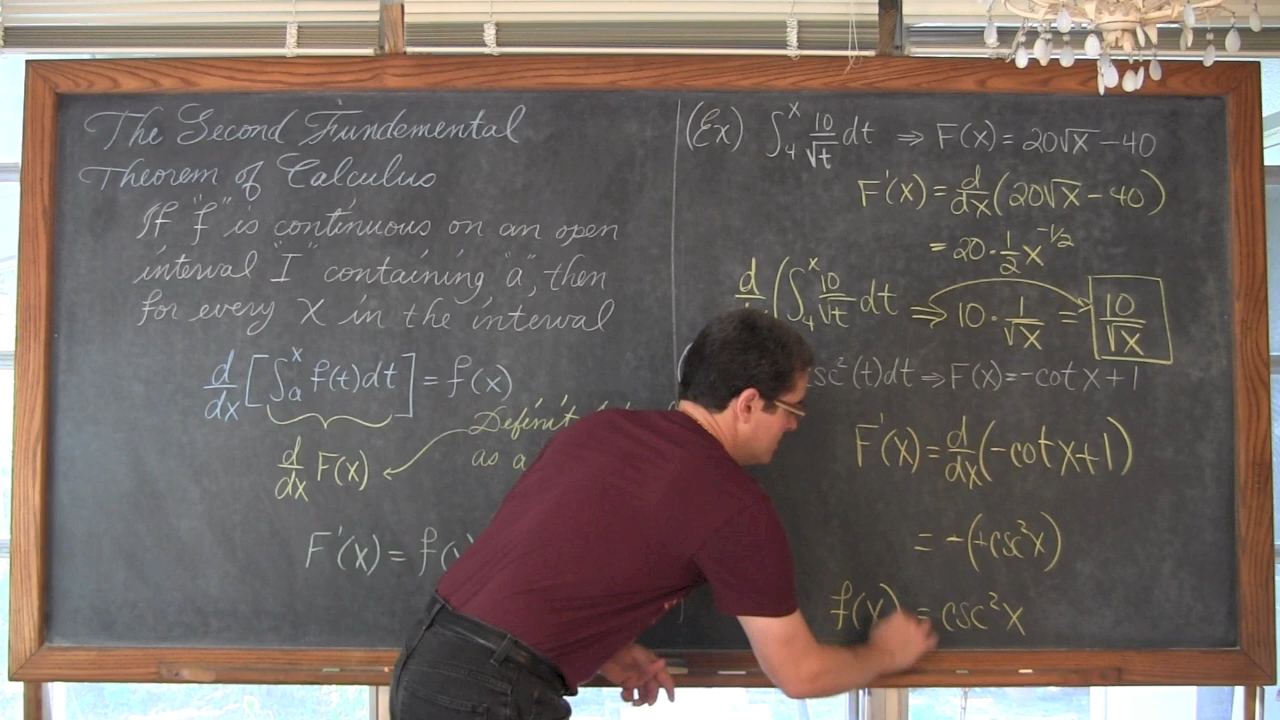 The Second Fundemental
Theorem of Calculus
If "f" is continuous on an open
interval "I" containing "a", then
for every x in the interval
d/dx [∫ₐˣ f(t)dt] = f(x)
as a
d/dx F(x)
F'(x) = f(x)
(Ex) ∫₄ˣ 10/√t dt ⇒ F(x) = 20√x − 40
F'(x) = d/dx (20√x − 40)
= 20 · 1/2 x^(-1/2)
d/dx (∫₄ˣ 10/√t dt ⇒ 10 · 1/√x = 10/√x
csc²(t)dt ⇒ F(x) = −cot x + 1
F'(x) = d/dx (−cot x + 1)
= −(−csc²x)
f(x) = csc²x